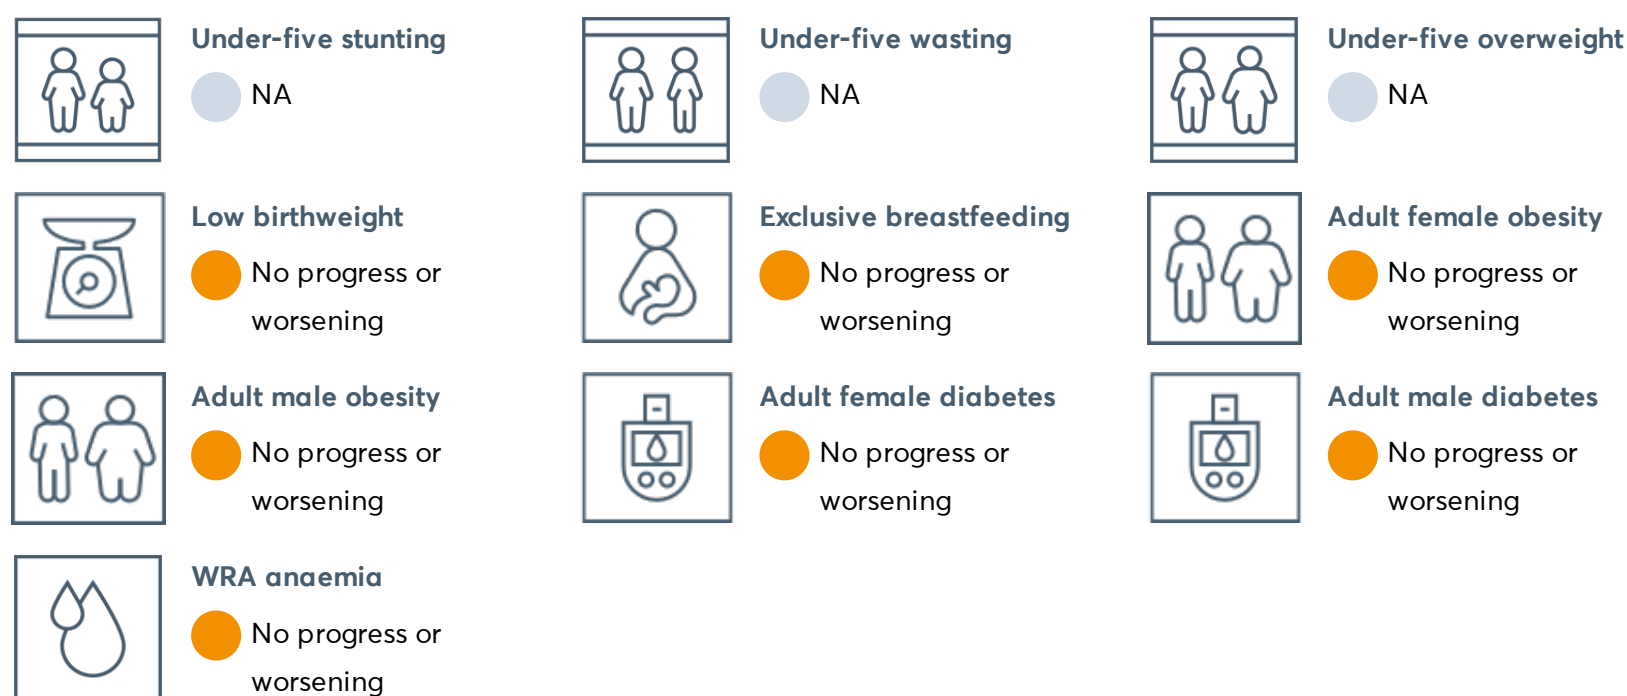 Under-five stunting
NA
Under-five wasting
NA
Under-five overweight
NA
Low birthweight
No progress or
worsening
Exclusive breastfeeding
No progress or
worsening
Adult female obesity
No progress or
worsening
Adult male obesity
No progress or
worsening
Adult female diabetes
No progress or
worsening
Adult male diabetes
No progress or
worsening
WRA anaemia
No progress or
worsening